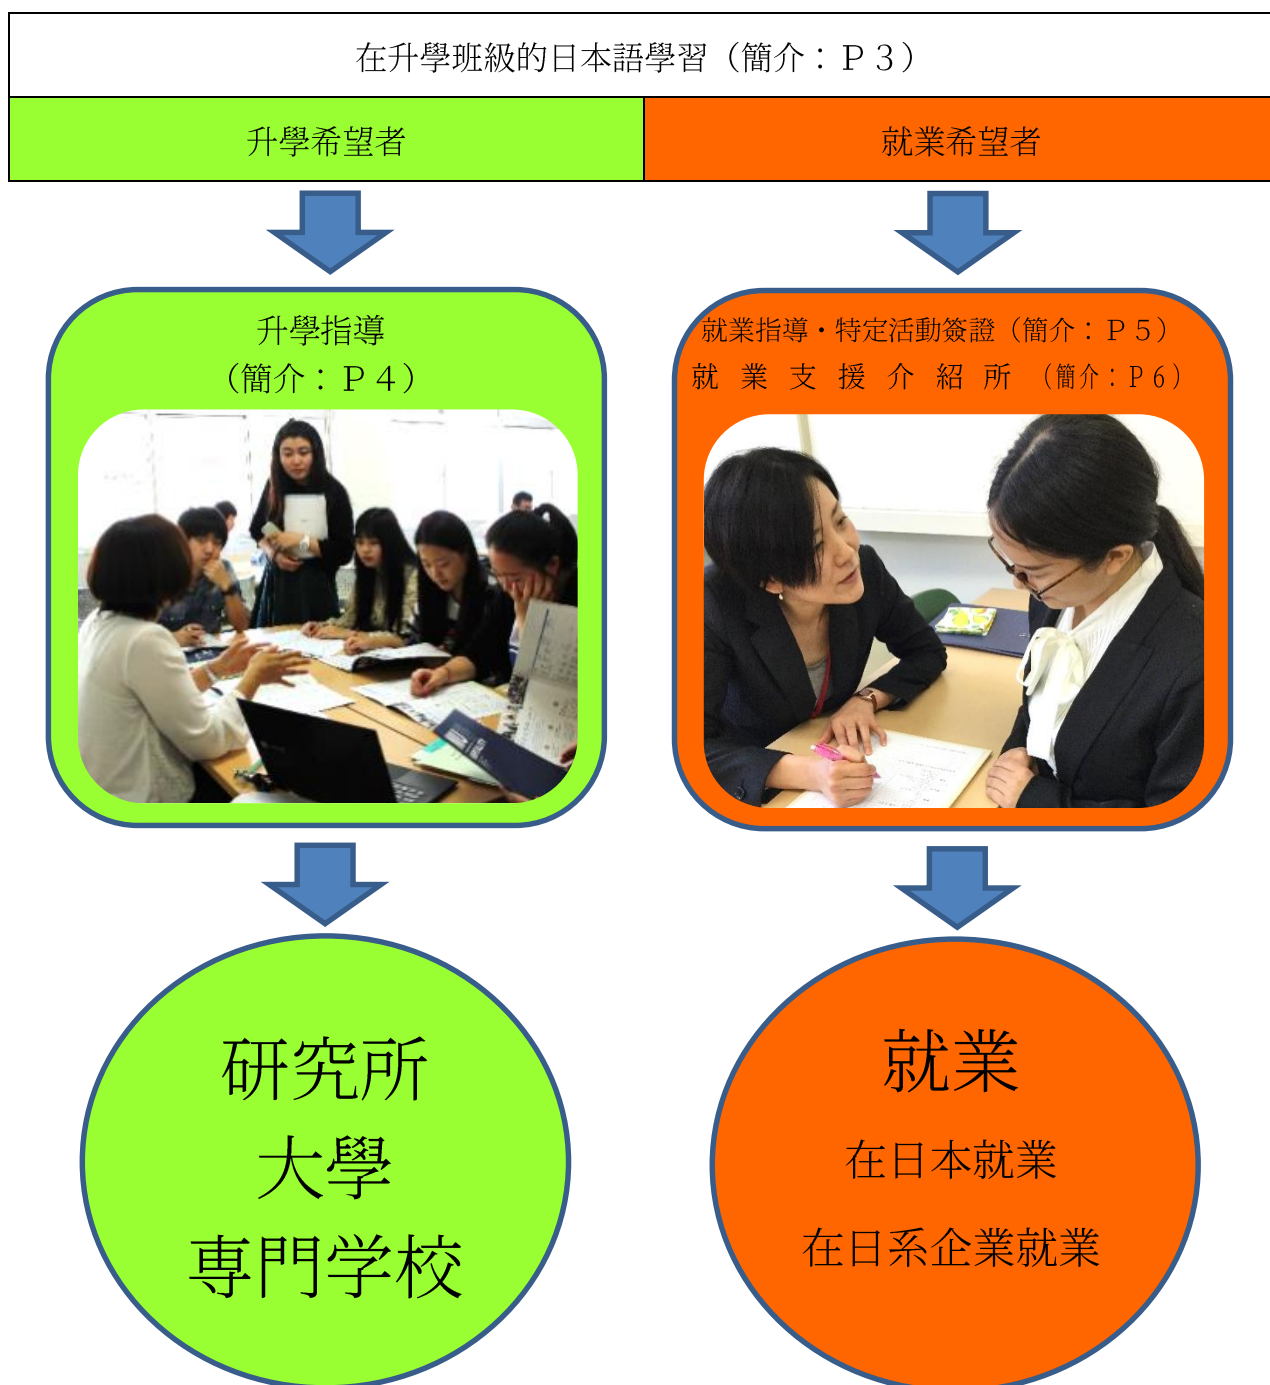 在升學班級的日本語學習（簡介：Ｐ３）
升學希望者
就業希望者
升學指導
（簡介：Ｐ４）
就業指導・特定活動簽證（簡介：Ｐ５）
就業支援介紹所（簡介：Ｐ６）
研究所
大學
専門学校
就業
在日本就業
在日系企業就業